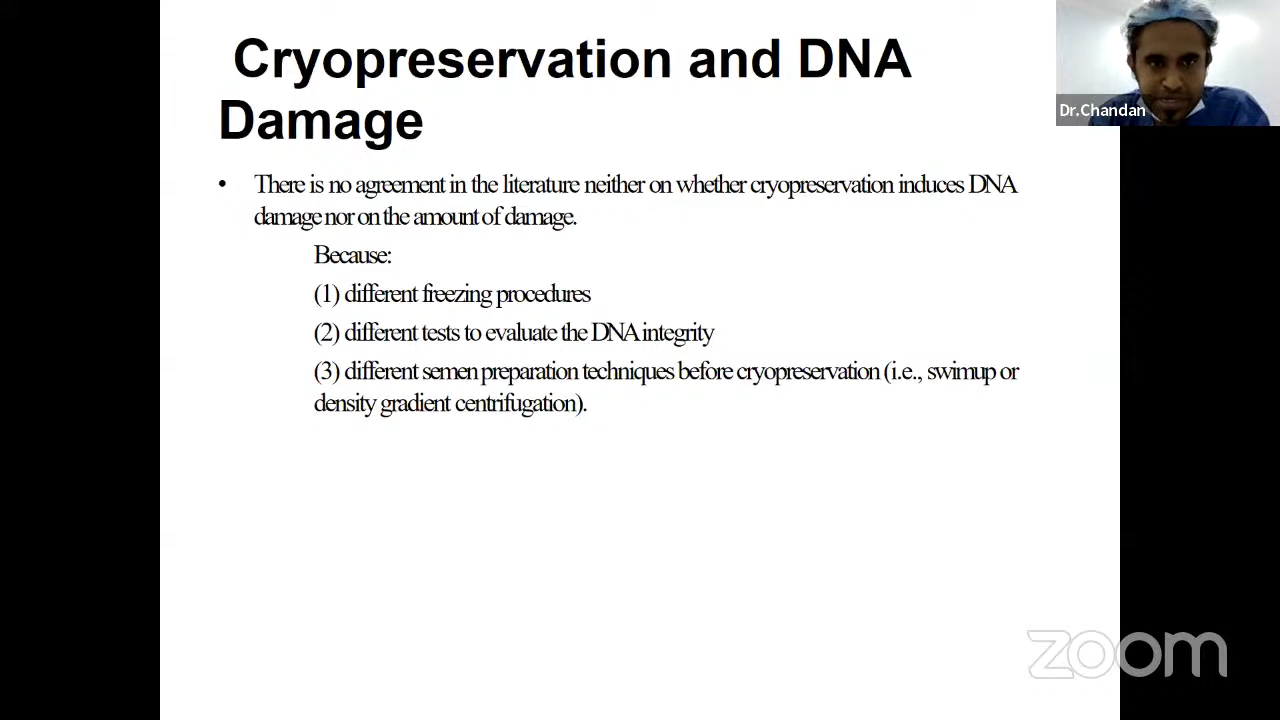 Cryopreservation and DNA
Damage
Dr.Chandan
• There is no agreement in the literature neither on whether cryopreservation induces DNA
damage nor on the amount of damage.
Because:
(1) different freezing procedures
(2) different tests to evaluate the DNA integrity
(3) different semen preparation techniques before cryopreservation (i.e., swimup or
density gradient centrifugation).
zoom